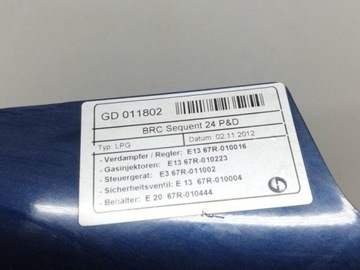 GD 011802
BRC Sequent 24 P&D
Typ: LPG
Datum: 02.11.2012
- Verdampfer / Regler: E13 67R-010016
- Gasinjektoren: E13 67R-010223
- Steuergerät: E3 67R-011002
- Sicherheitsventil: E 13 67R-010004
- Behälter: E 20 67R-010444